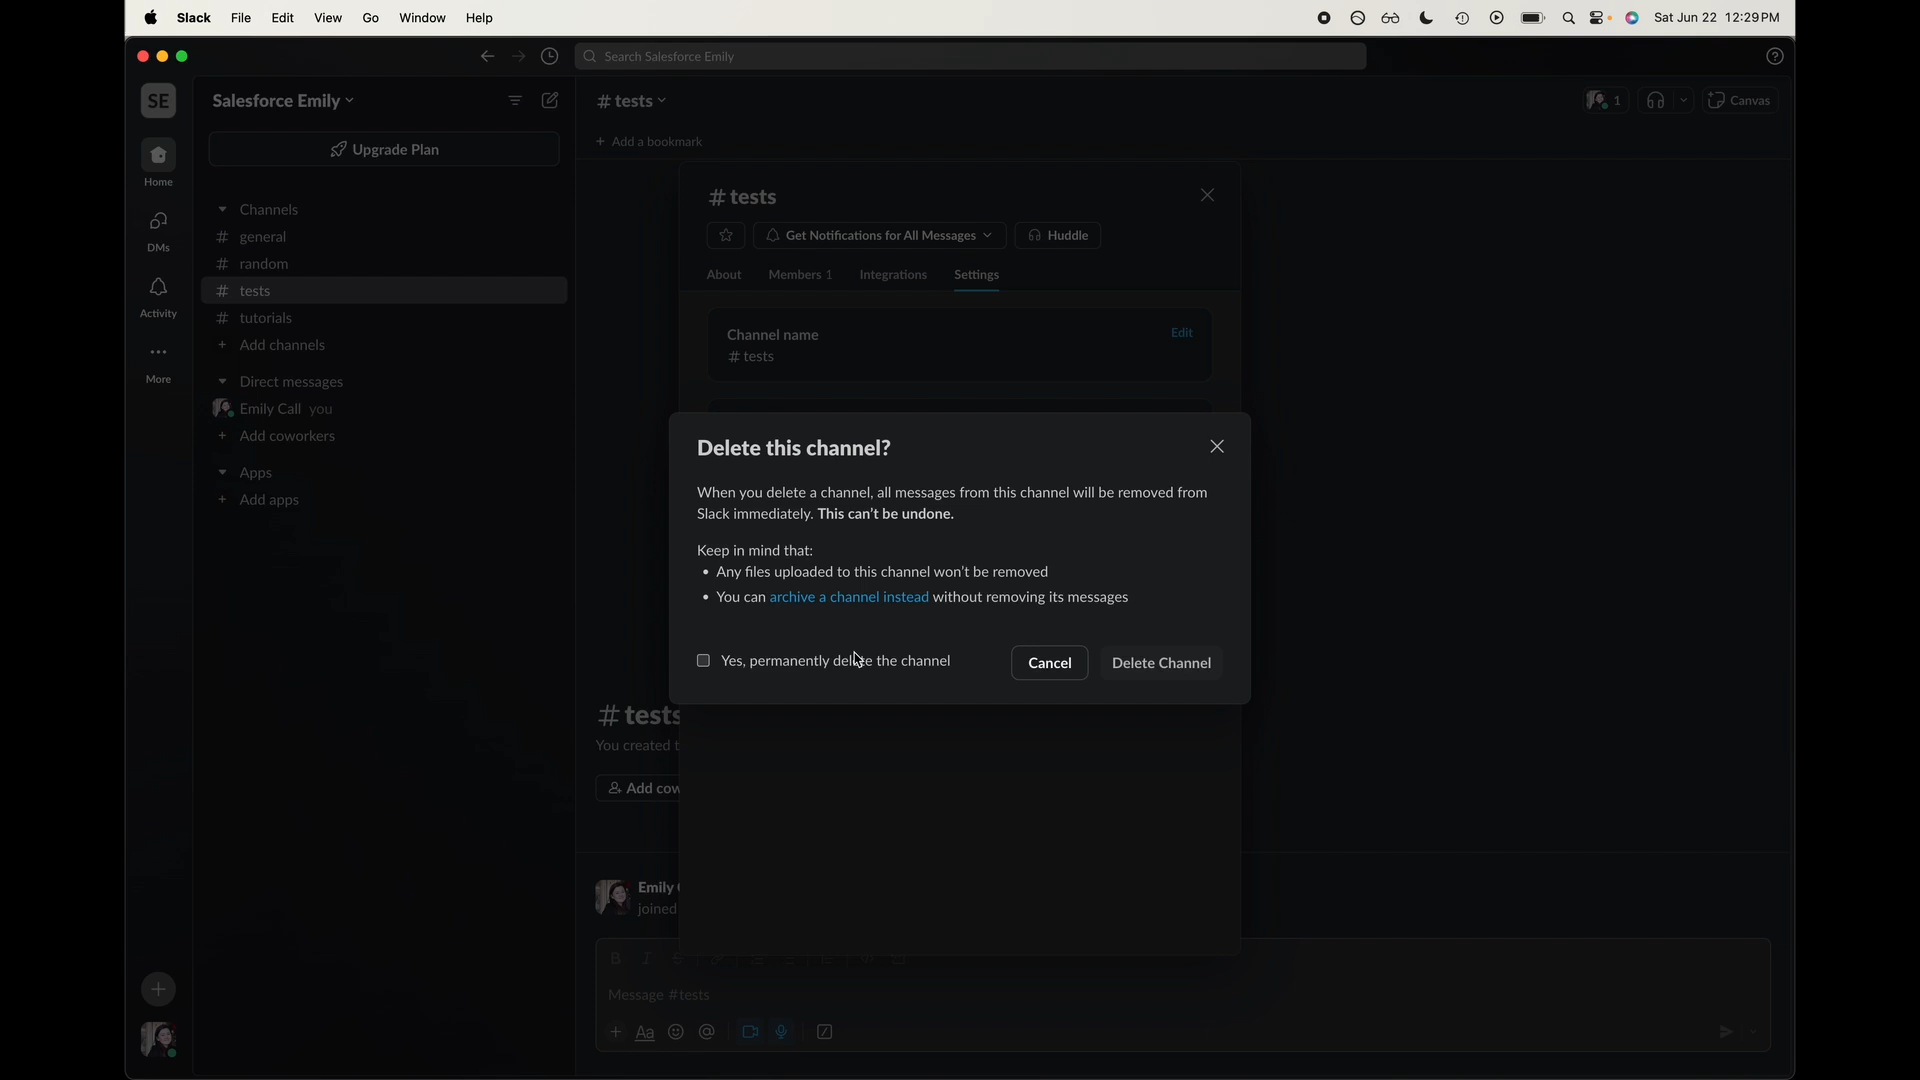 Slack File Edit View Go Window Help Sat Jun 22 12:29 PM
Search Salesforce Emily
SE
Home
DMs
Activity
More
Salesforce Emily
Upgrade Plan
Channels
# general
# random
# tests
# tutorials
+ Add channels
Direct messages
Emily Call you
+ Add coworkers
Apps
+ Add apps
# tests
1
Canvas
+ Add a bookmark
# tests
Get Notifications for All Messages
Huddle
About Members 1 Integrations Settings
Channel name Edit
# tests
Delete this channel?
When you delete a channel, all messages from this channel will be removed from
Slack immediately. This can't be undone.
Keep in mind that:
• Any files uploaded to this channel won't be removed
• You can archive a channel instead without removing its messages
Yes, permanently delete the channel Cancel Delete Channel
# tests
You created
Add
Emily
joined
B I S
Message #tests
+ Aa @